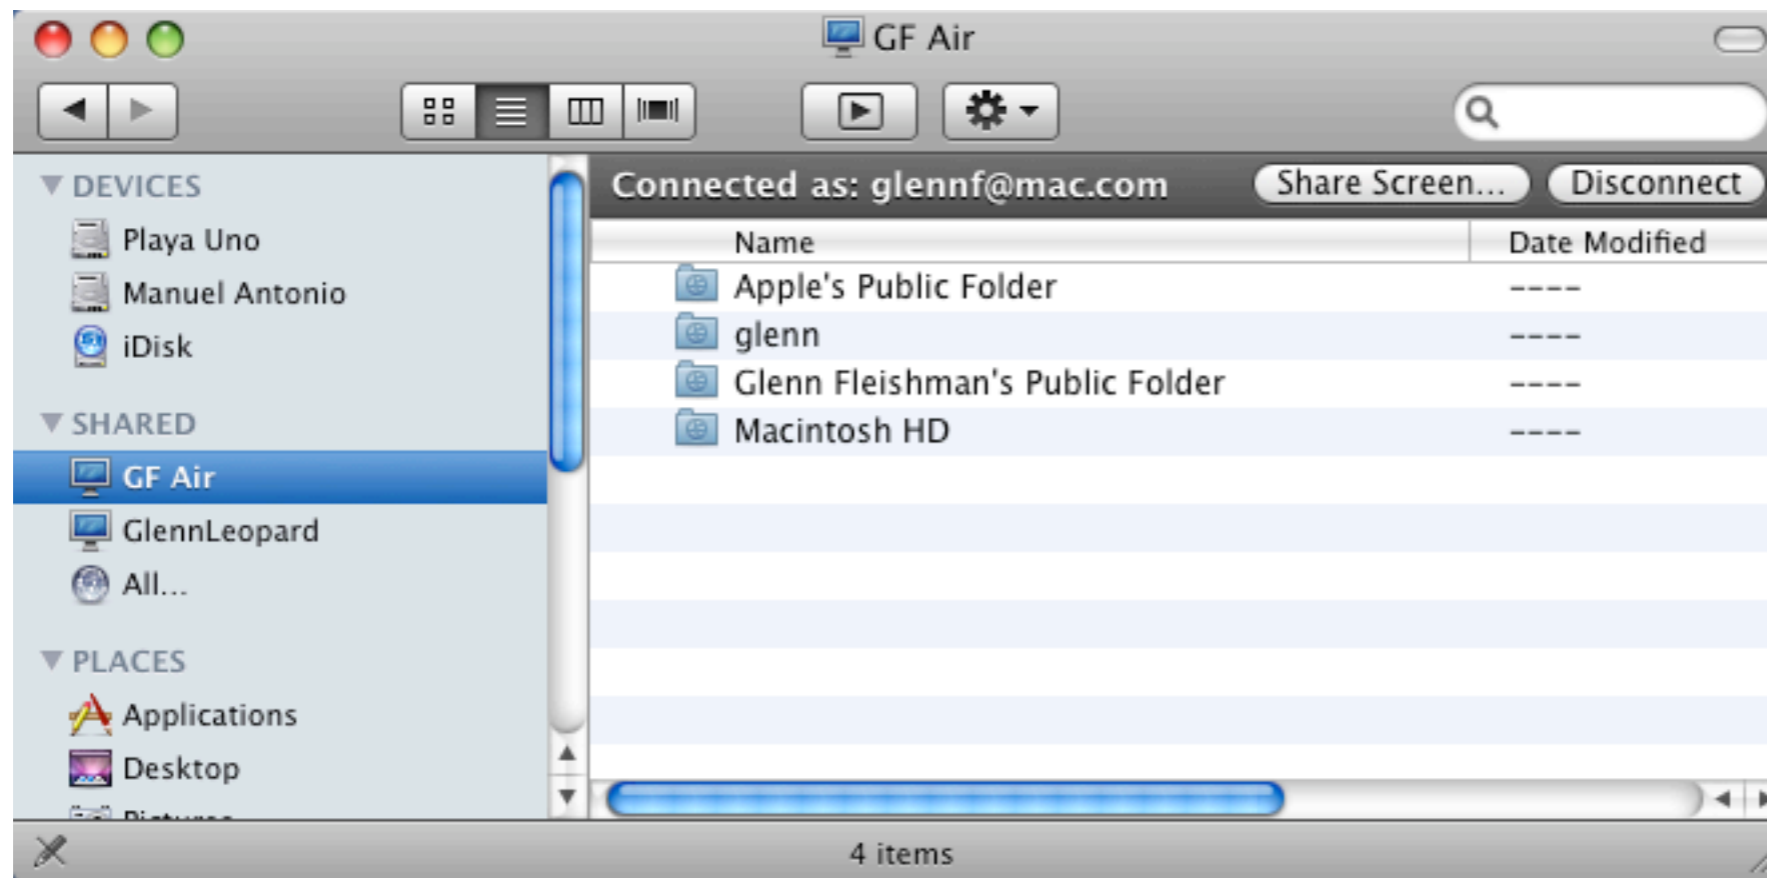 GF Air
DEVICES
Playa Uno
Manuel Antonio
iDisk
SHARED
GF Air
GlennLeopard
All...
PLACES
Applications
Desktop
Connected as: glennf@mac.com
Share Screen...
Disconnect
Name
Date Modified
Apple's Public Folder
----
glenn
----
Glenn Fleishman's Public Folder
----
Macintosh HD
----
4 items